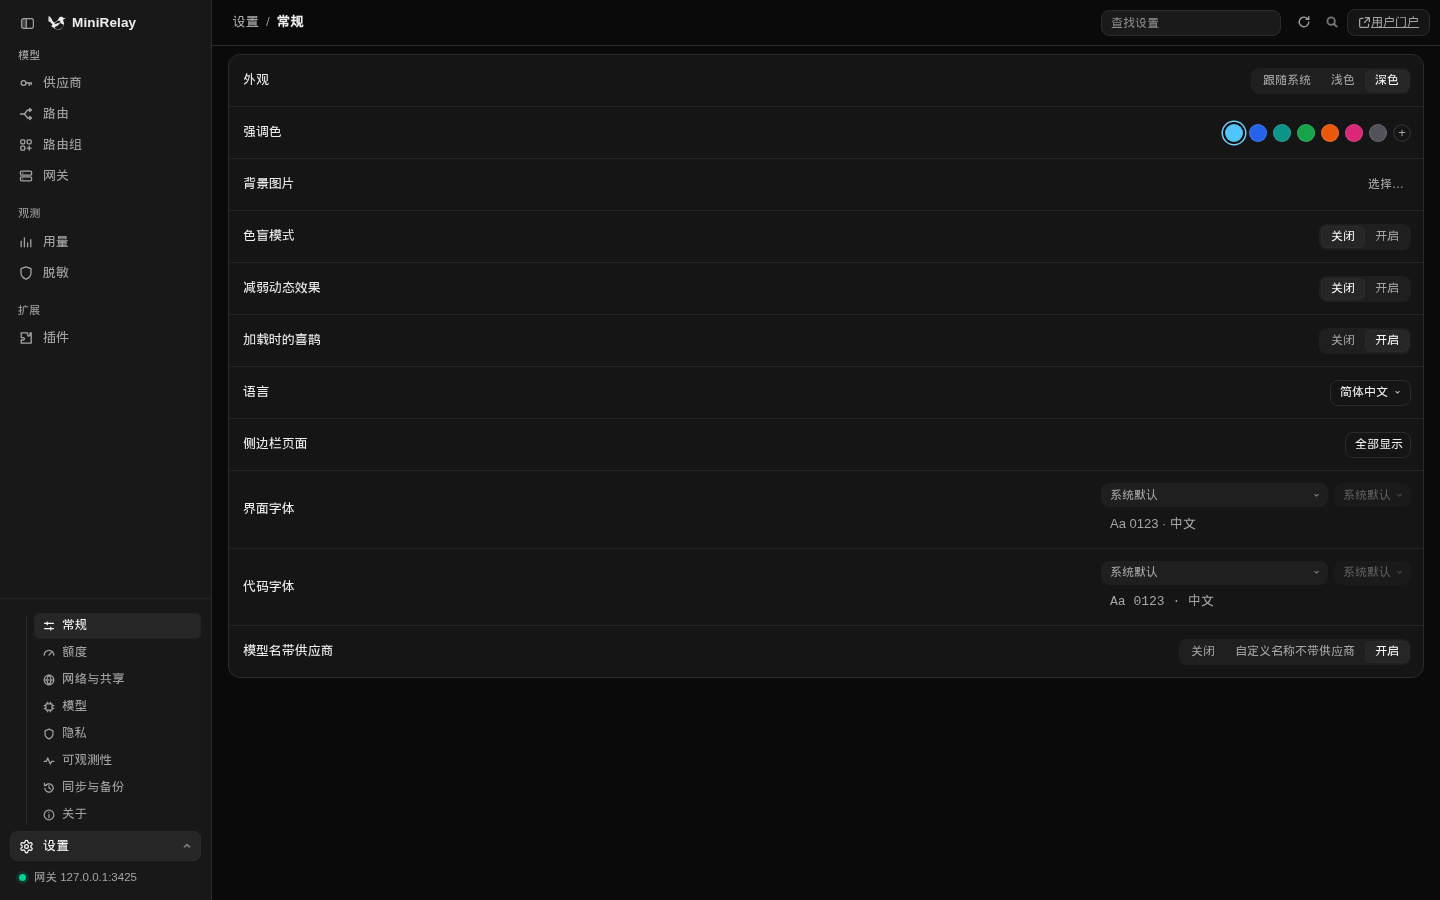 MiniRelay
模型
供应商
路由
路由组
网关
观测
用量
脱敏
扩展
插件
常规
额度
网络与共享
模型
隐私
可观测性
同步与备份
关于
设置
网关 127.0.0.1:3425
设置 / 常规
查找设置
用户门户
外观
跟随系统 浅色 深色
强调色
+
背景图片
选择...
色盲模式
关闭 开启
减弱动态效果
关闭 开启
加载时的喜鹊
关闭 开启
语言
简体中文
侧边栏页面
全部显示
界面字体
系统默认 系统默认
Aa 0123 · 中文
代码字体
系统默认 系统默认
Aa 0123 · 中文
模型名带供应商
关闭 自定义名称不带供应商 开启